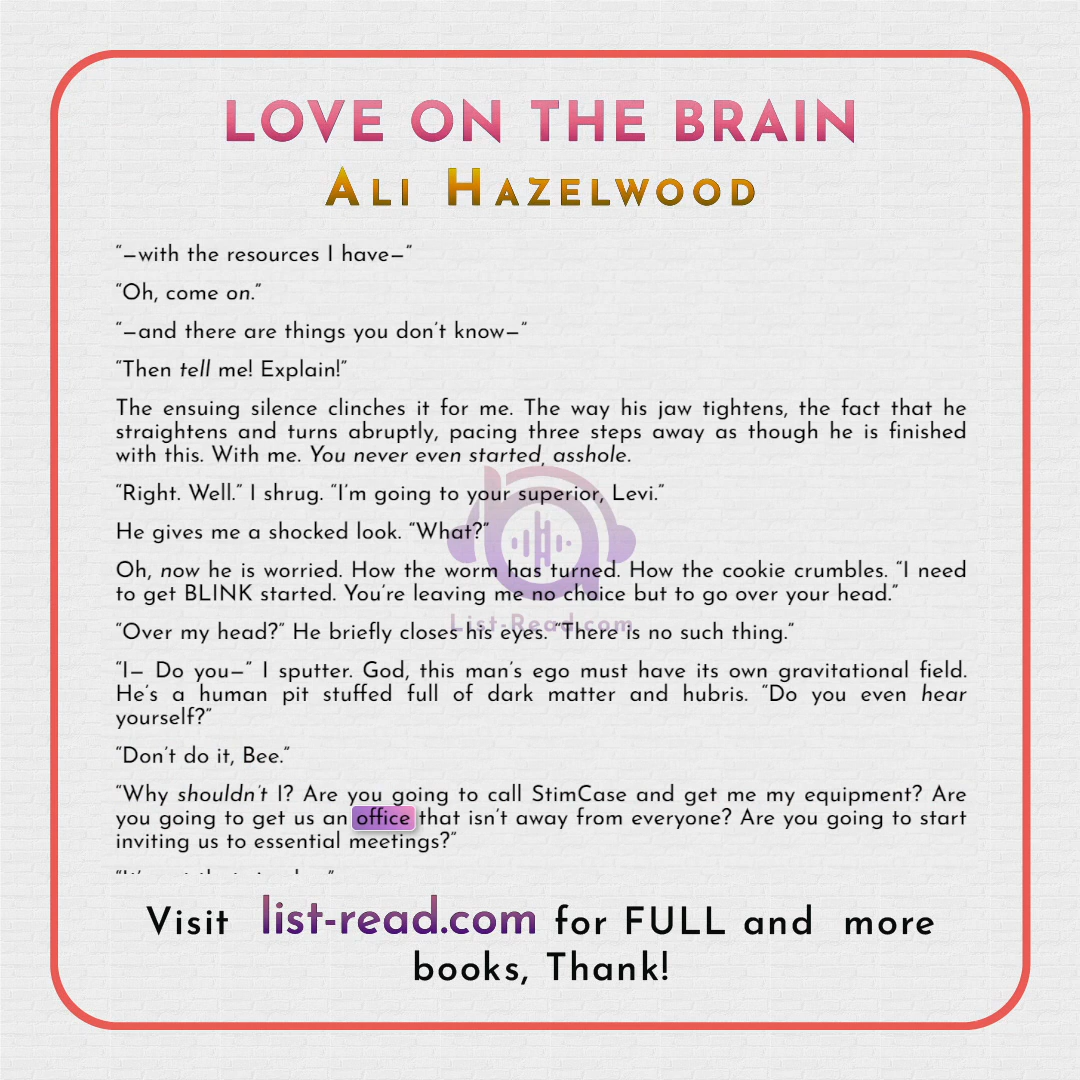 LOVE ON THE BRAIN
ALI HAZELWOOD
“—with the resources I have—”
“Oh, come on.”
“—and there are things you don’t know—”
“Then tell me! Explain!”
The ensuing silence clinches it for me. The way his jaw tightens, the fact that he
straightens and turns abruptly, pacing three steps away as though he is finished
with this. With me. You never even started, asshole.
“Right. Well.” I shrug. “I’m going to your superior, Levi.”
He gives me a shocked look. “What?”
Oh, now he is worried. How the worm has turned. How the cookie crumbles. “I need
to get BLINK started. You’re leaving me no choice but to go over your head.”
List-Read.com
“Over my head?” He briefly closes his eyes. “There is no such thing.”
“I— Do you—” I sputter. God, this man’s ego must have its own gravitational field.
He’s a human pit stuffed full of dark matter and hubris. “Do you even hear
yourself?”
“Don’t do it, Bee.”
“Why shouldn’t I? Are you going to call StimCase and get me my equipment? Are
you going to get us an office that isn’t away from everyone? Are you going to start
inviting us to essential meetings?”
Visit list-read.com for FULL and more
books, Thank!